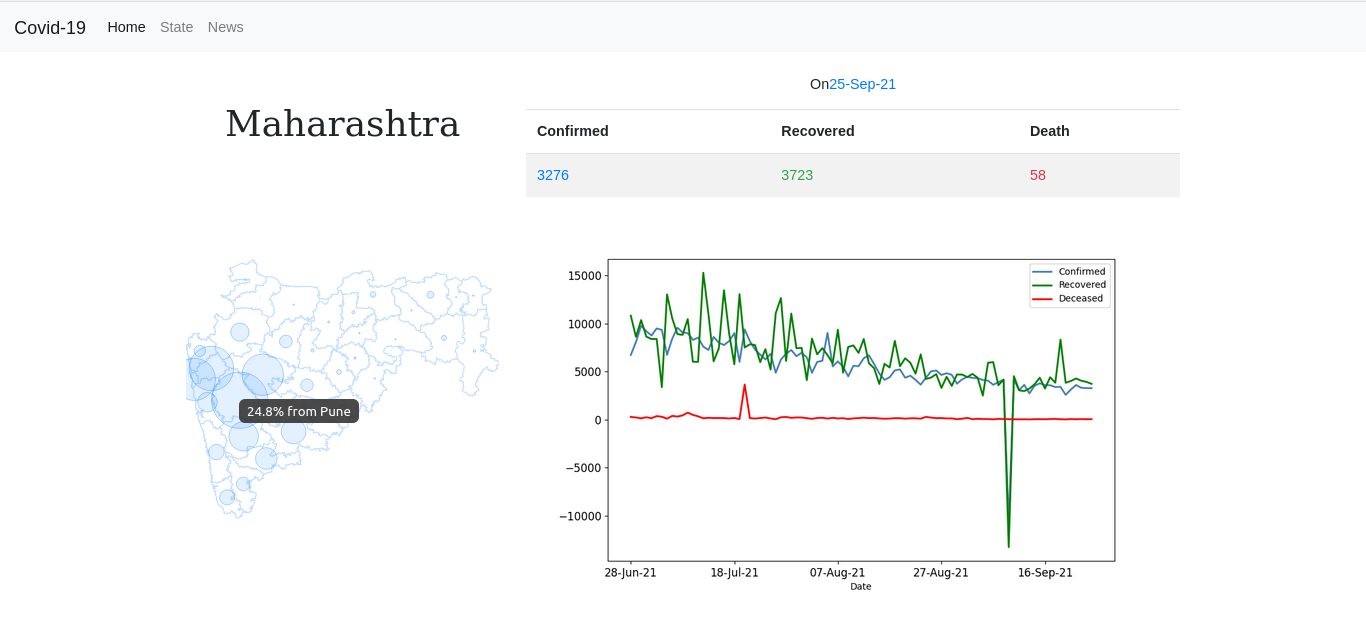 Covid-19 Home State News
On25-Sep-21
Maharashtra
Confirmed Recovered Death
3276 3723 58
24.8% from Pune
Confirmed
Recovered
Deceased
15000
10000
5000
0
−5000
−10000
28-Jun-21 18-Jul-21 07-Aug-21 27-Aug-21 16-Sep-21
Date